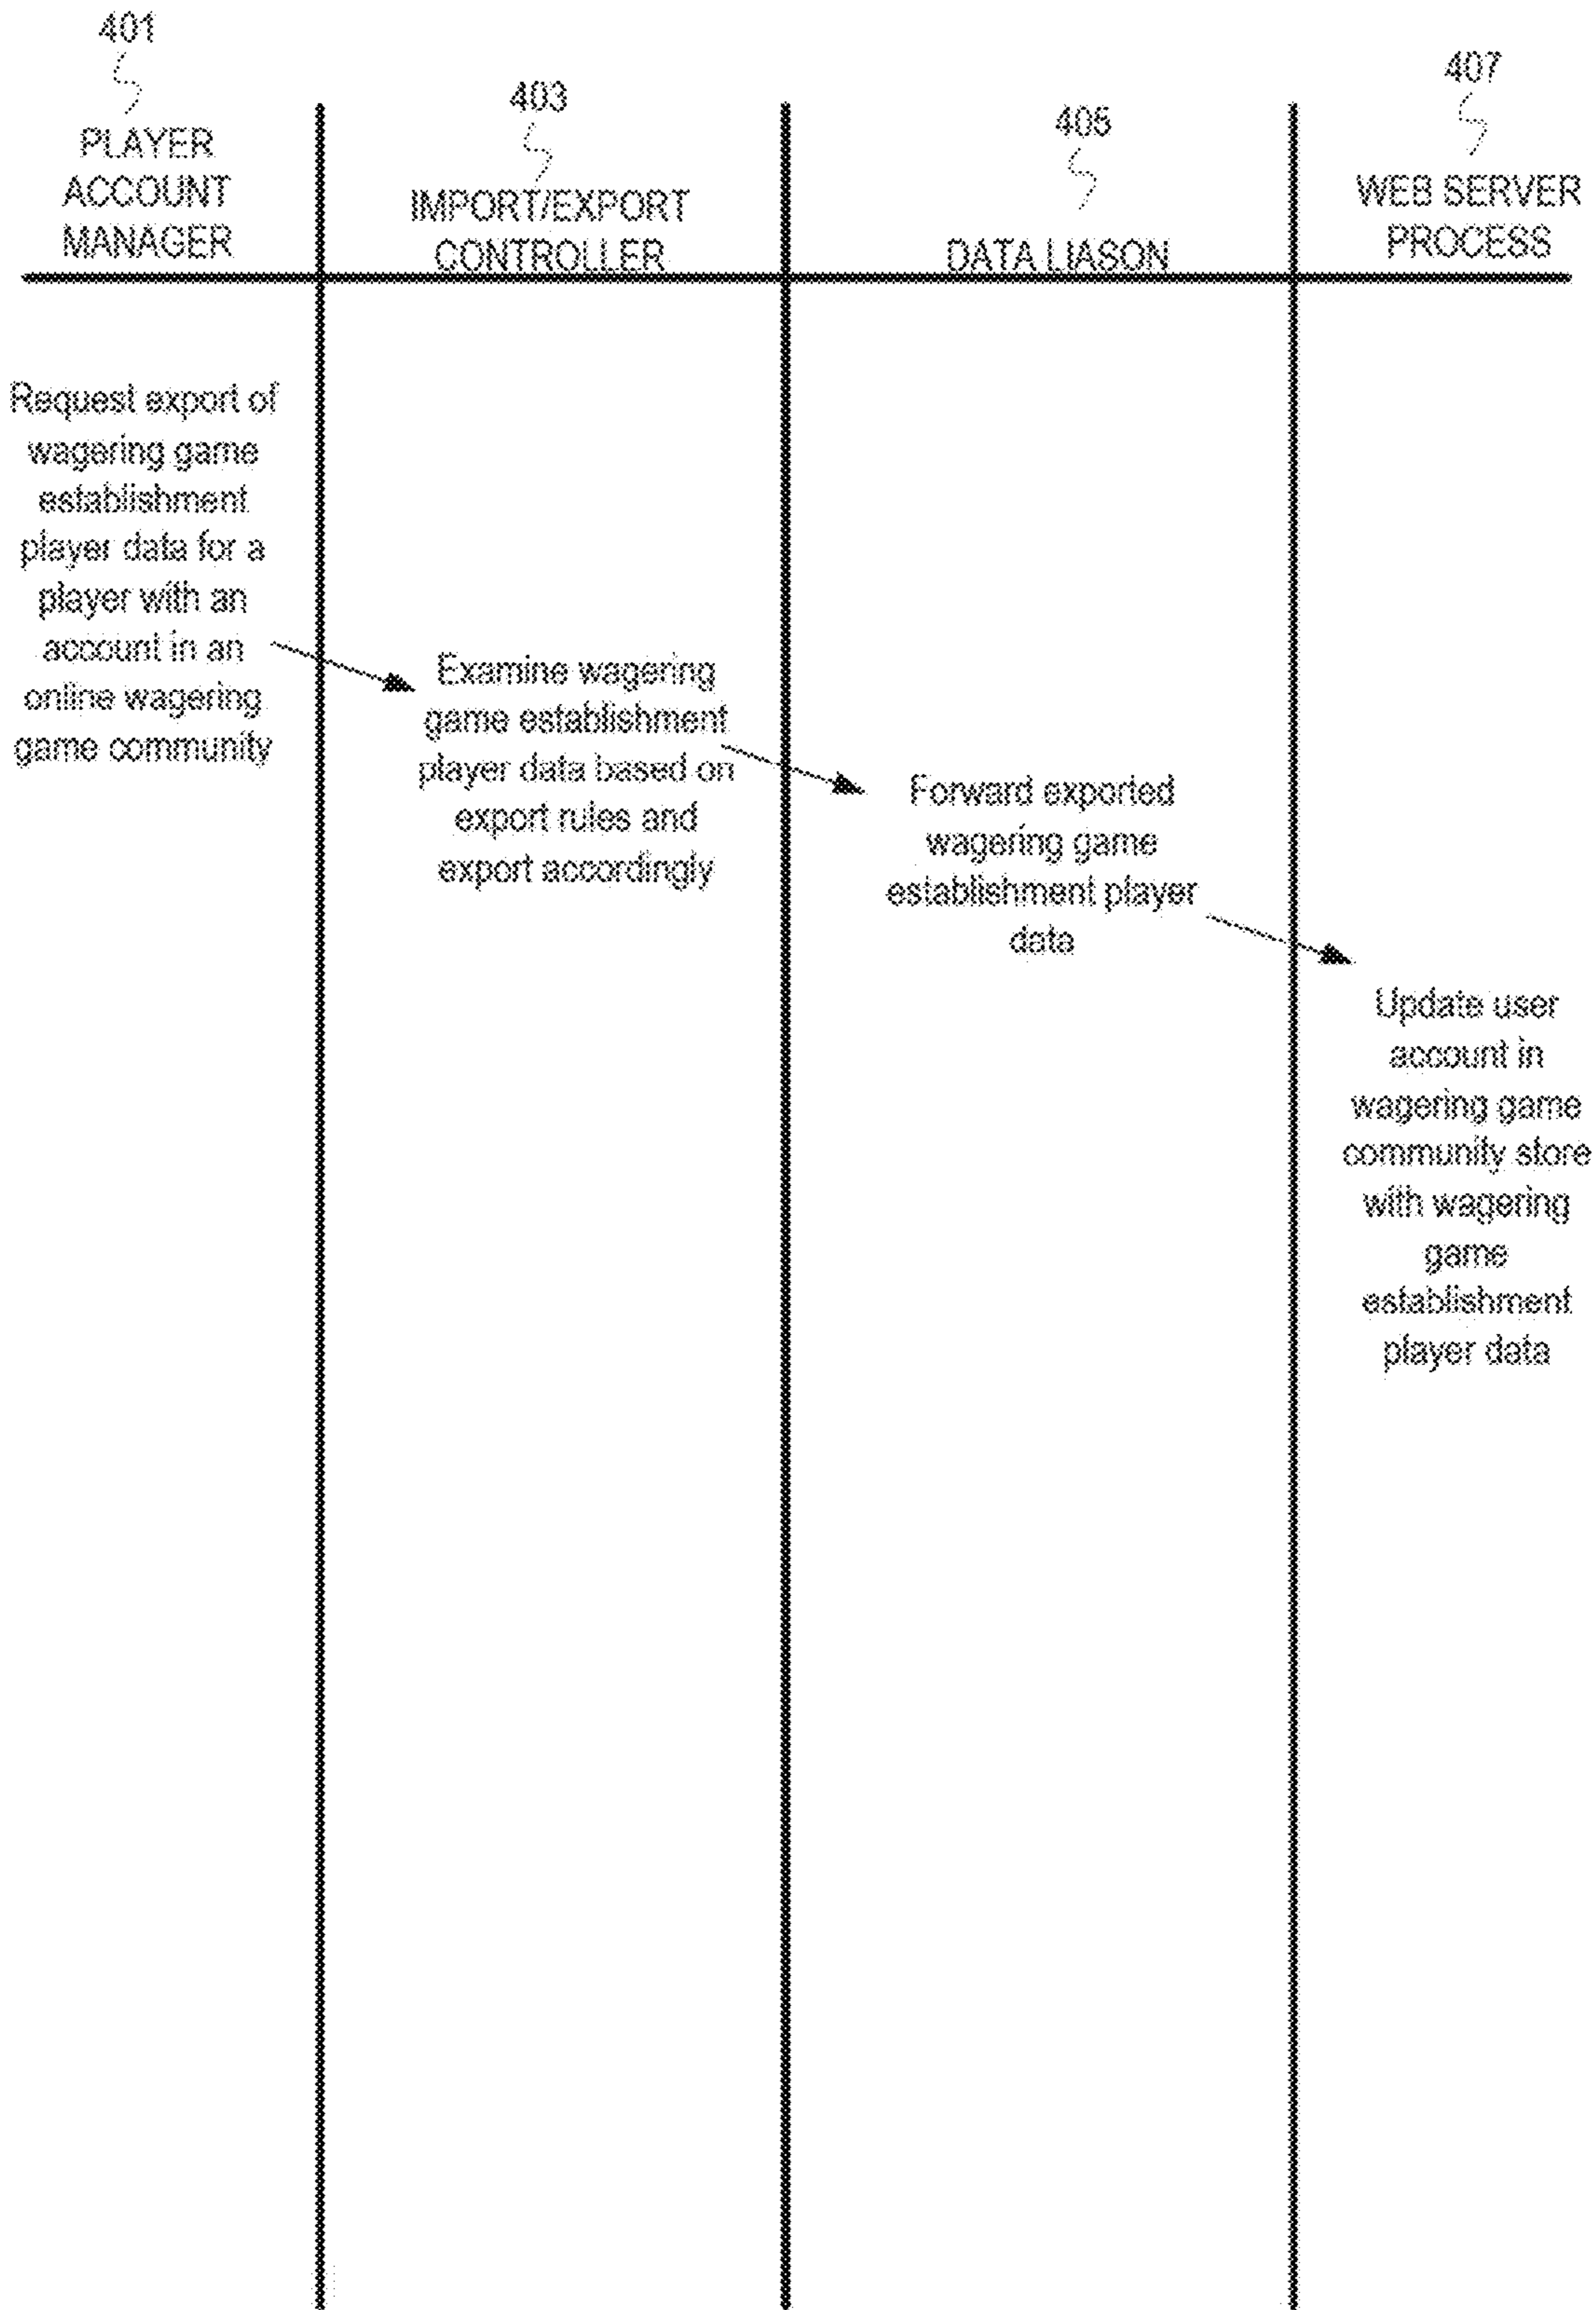 401
PLAYER
ACCOUNT
MANAGER
403
IMPORT/EXPORT
CONTROLLER
405
DATA LIASON
407
WEB SERVER
PROCESS
Request export of
wagering game
establishment
player data for a
player with an
account in an
online wagering
game community
Examine wagering
game establishment
player data based on
export rules and
export accordingly
Forward exported
wagering game
establishment player
data
Update user
account in
wagering game
community store
with wagering
game
establishment
player data